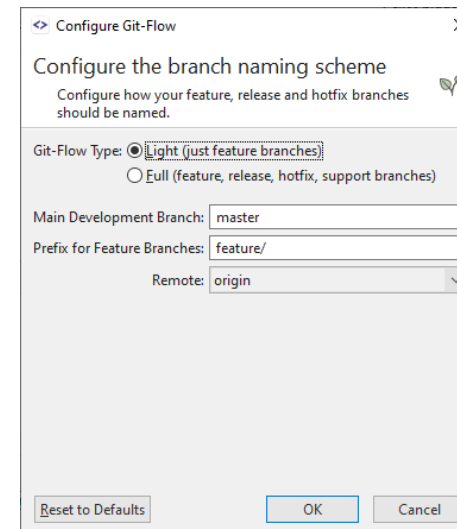 Configure Git-Flow
Configure the branch naming scheme
Configure how your feature, release and hotfix branches
should be named.
Git-Flow Type: Light (just feature branches)
Full (feature, release, hotfix, support branches)
Main Development Branch: master
Prefix for Feature Branches: feature/
Remote: origin
Reset to Defaults OK Cancel